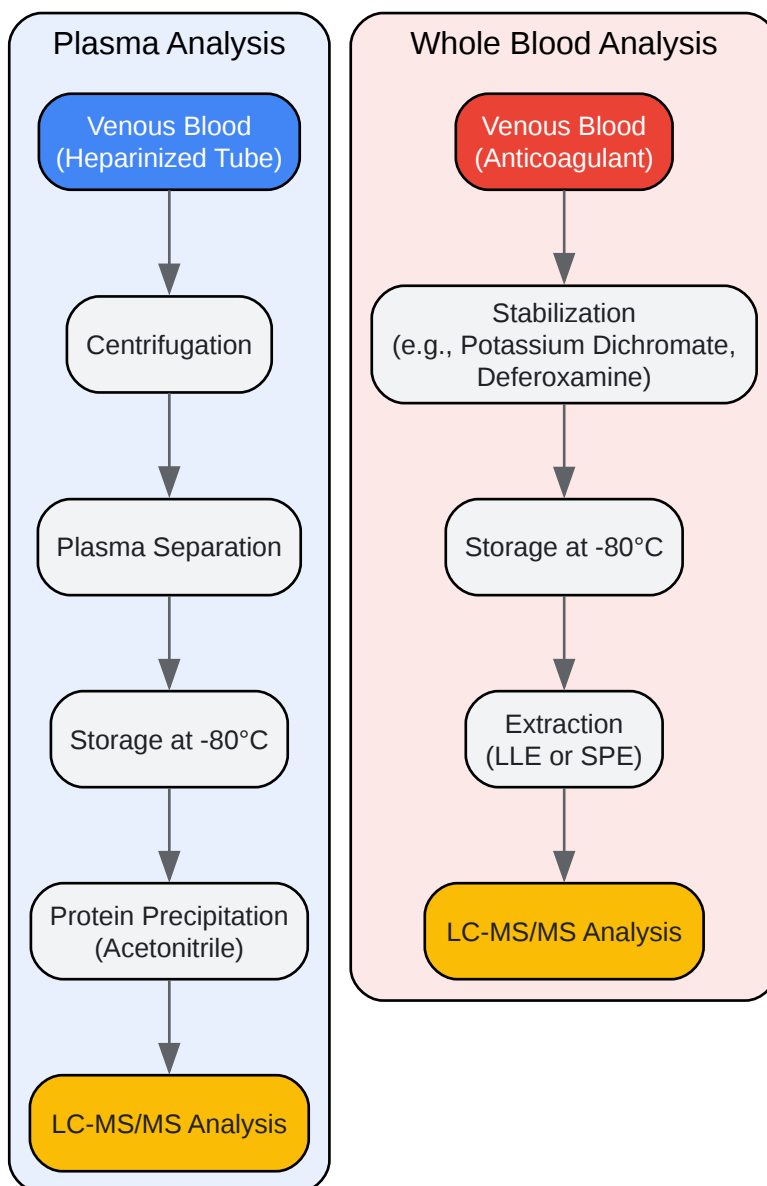 Plasma Analysis
Venous Blood
(Heparinized Tube)
Centrifugation
Plasma Separation
Storage at -80°C
Protein Precipitation
(Acetonitrile)
LC-MS/MS Analysis
Whole Blood Analysis
Venous Blood
(Anticoagulant)
Stabilization
(e.g., Potassium Dichromate,
Deferoxamine)
Storage at -80°C
Extraction
(LLE or SPE)
LC-MS/MS Analysis